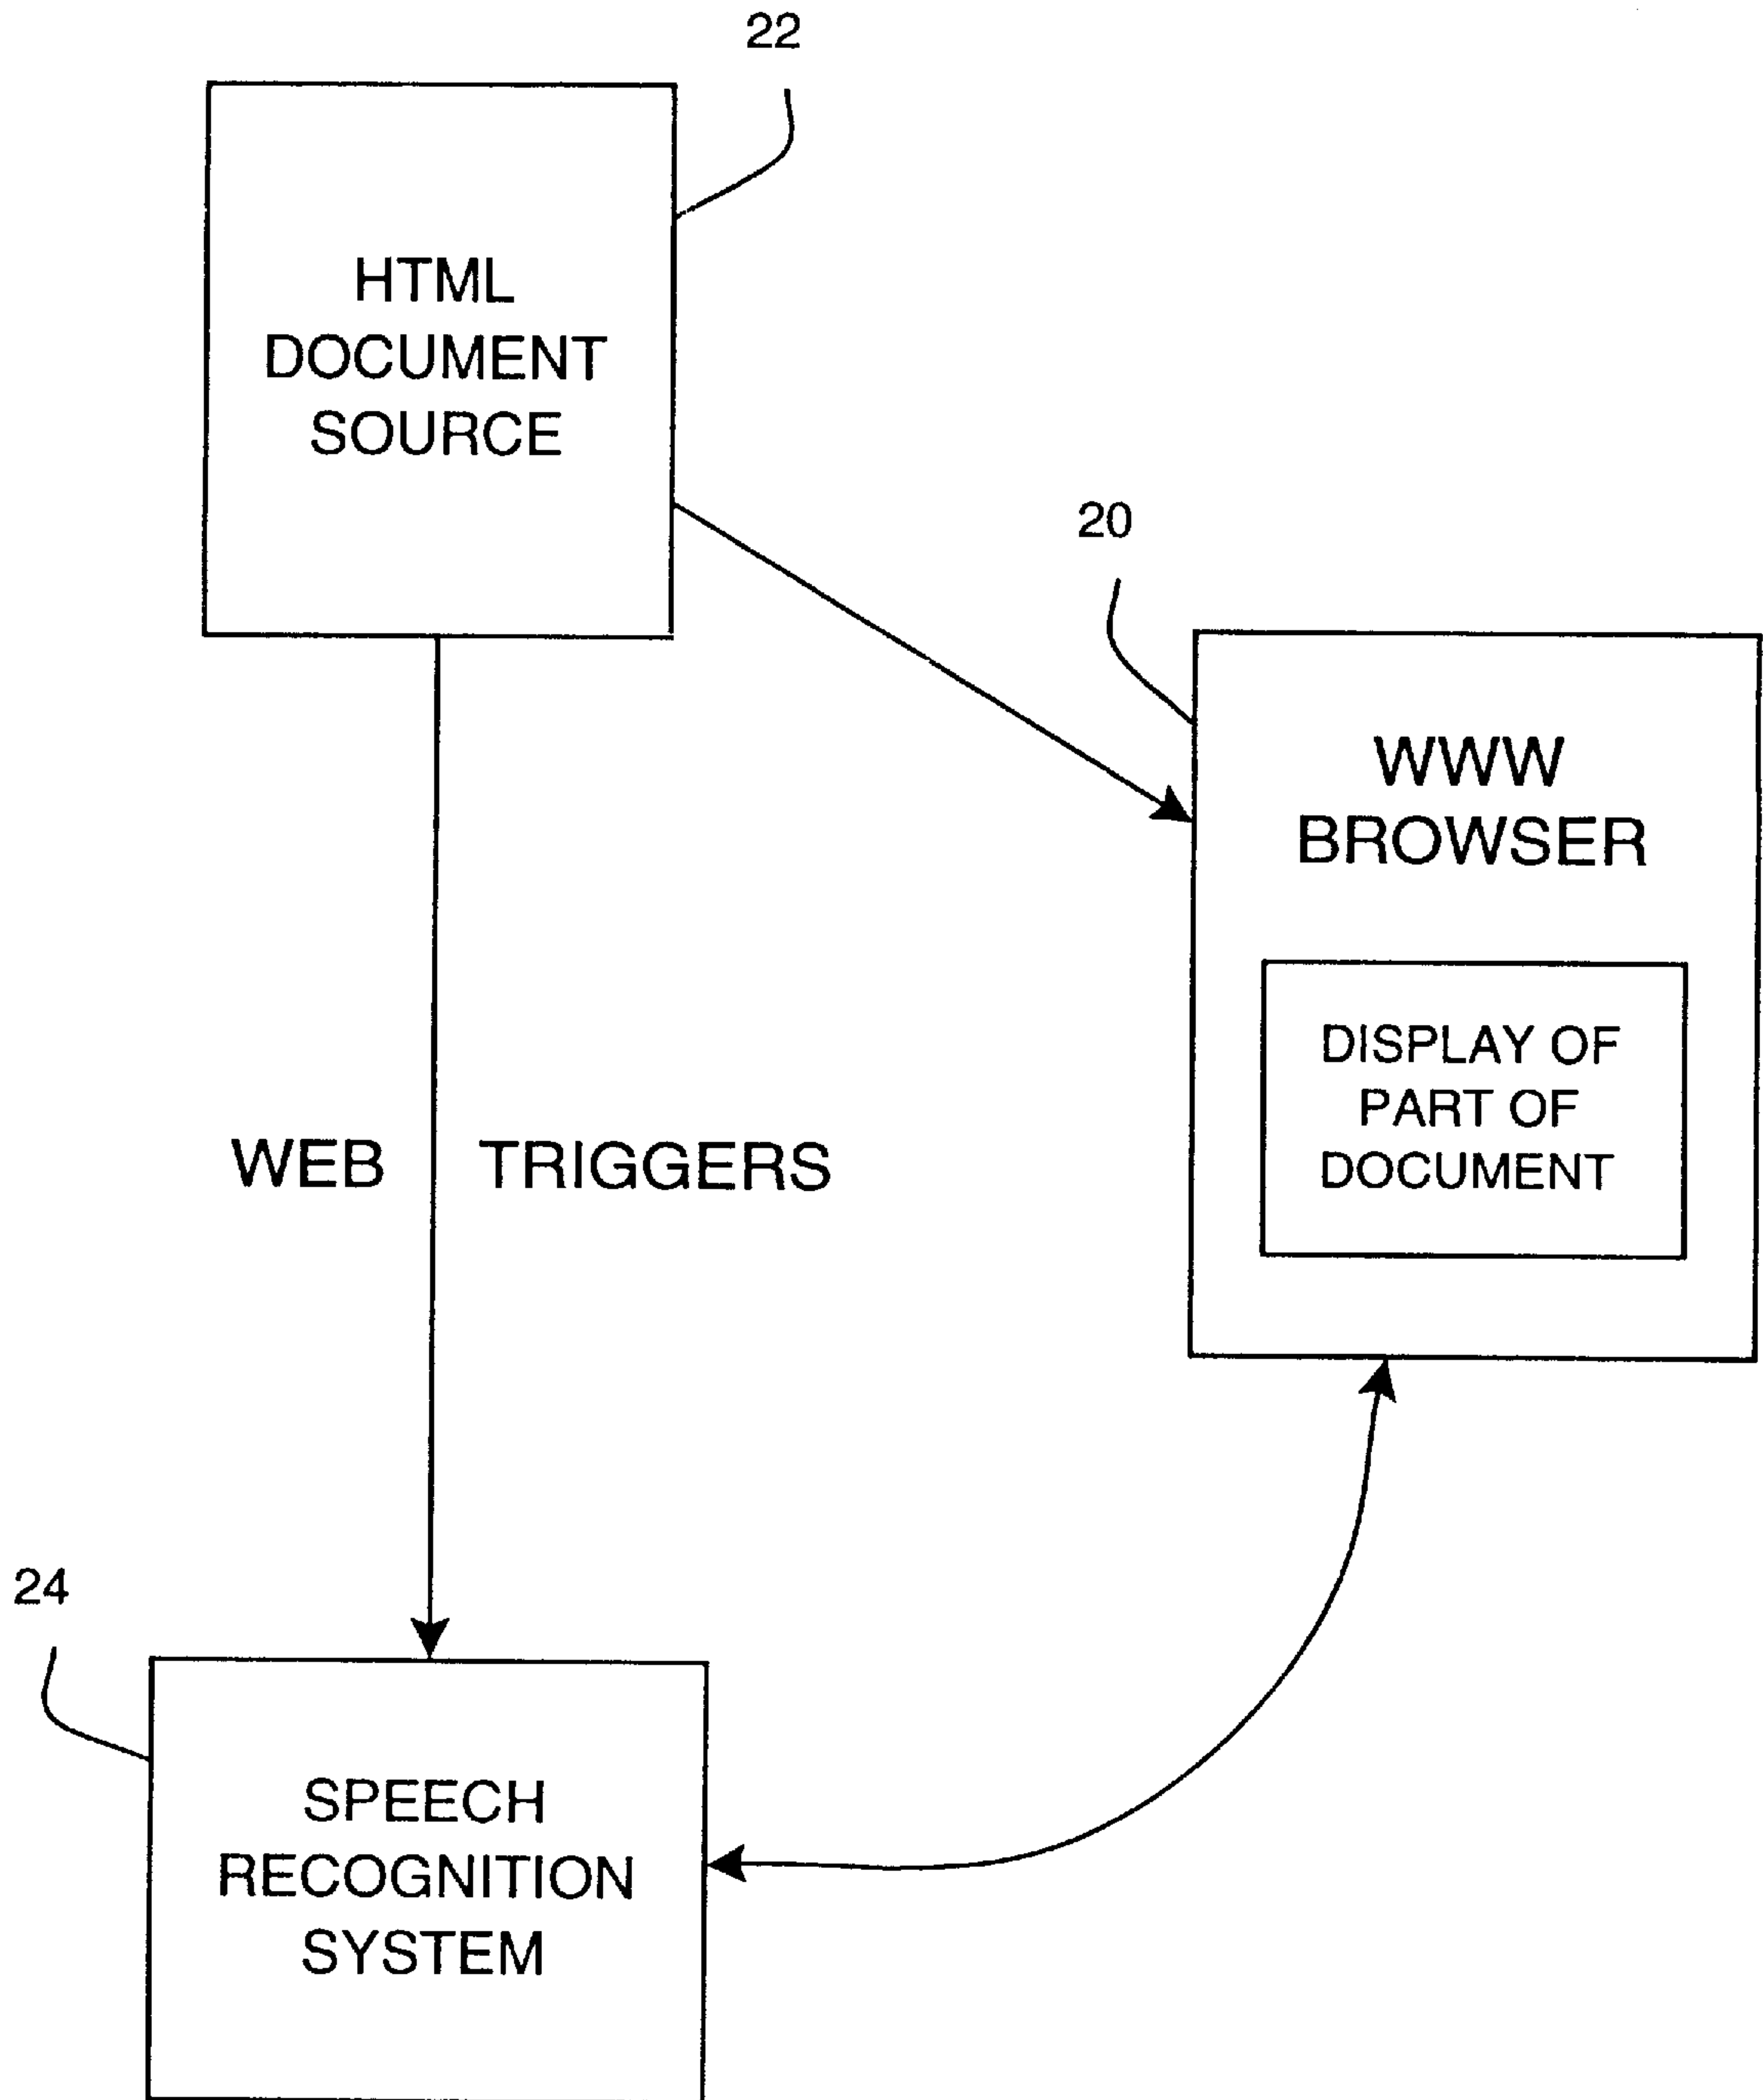 22
HTML
DOCUMENT
SOURCE
20
WWW
BROWSER
DISPLAY OF
PART OF
DOCUMENT
WEB TRIGGERS
24
SPEECH
RECOGNITION
SYSTEM